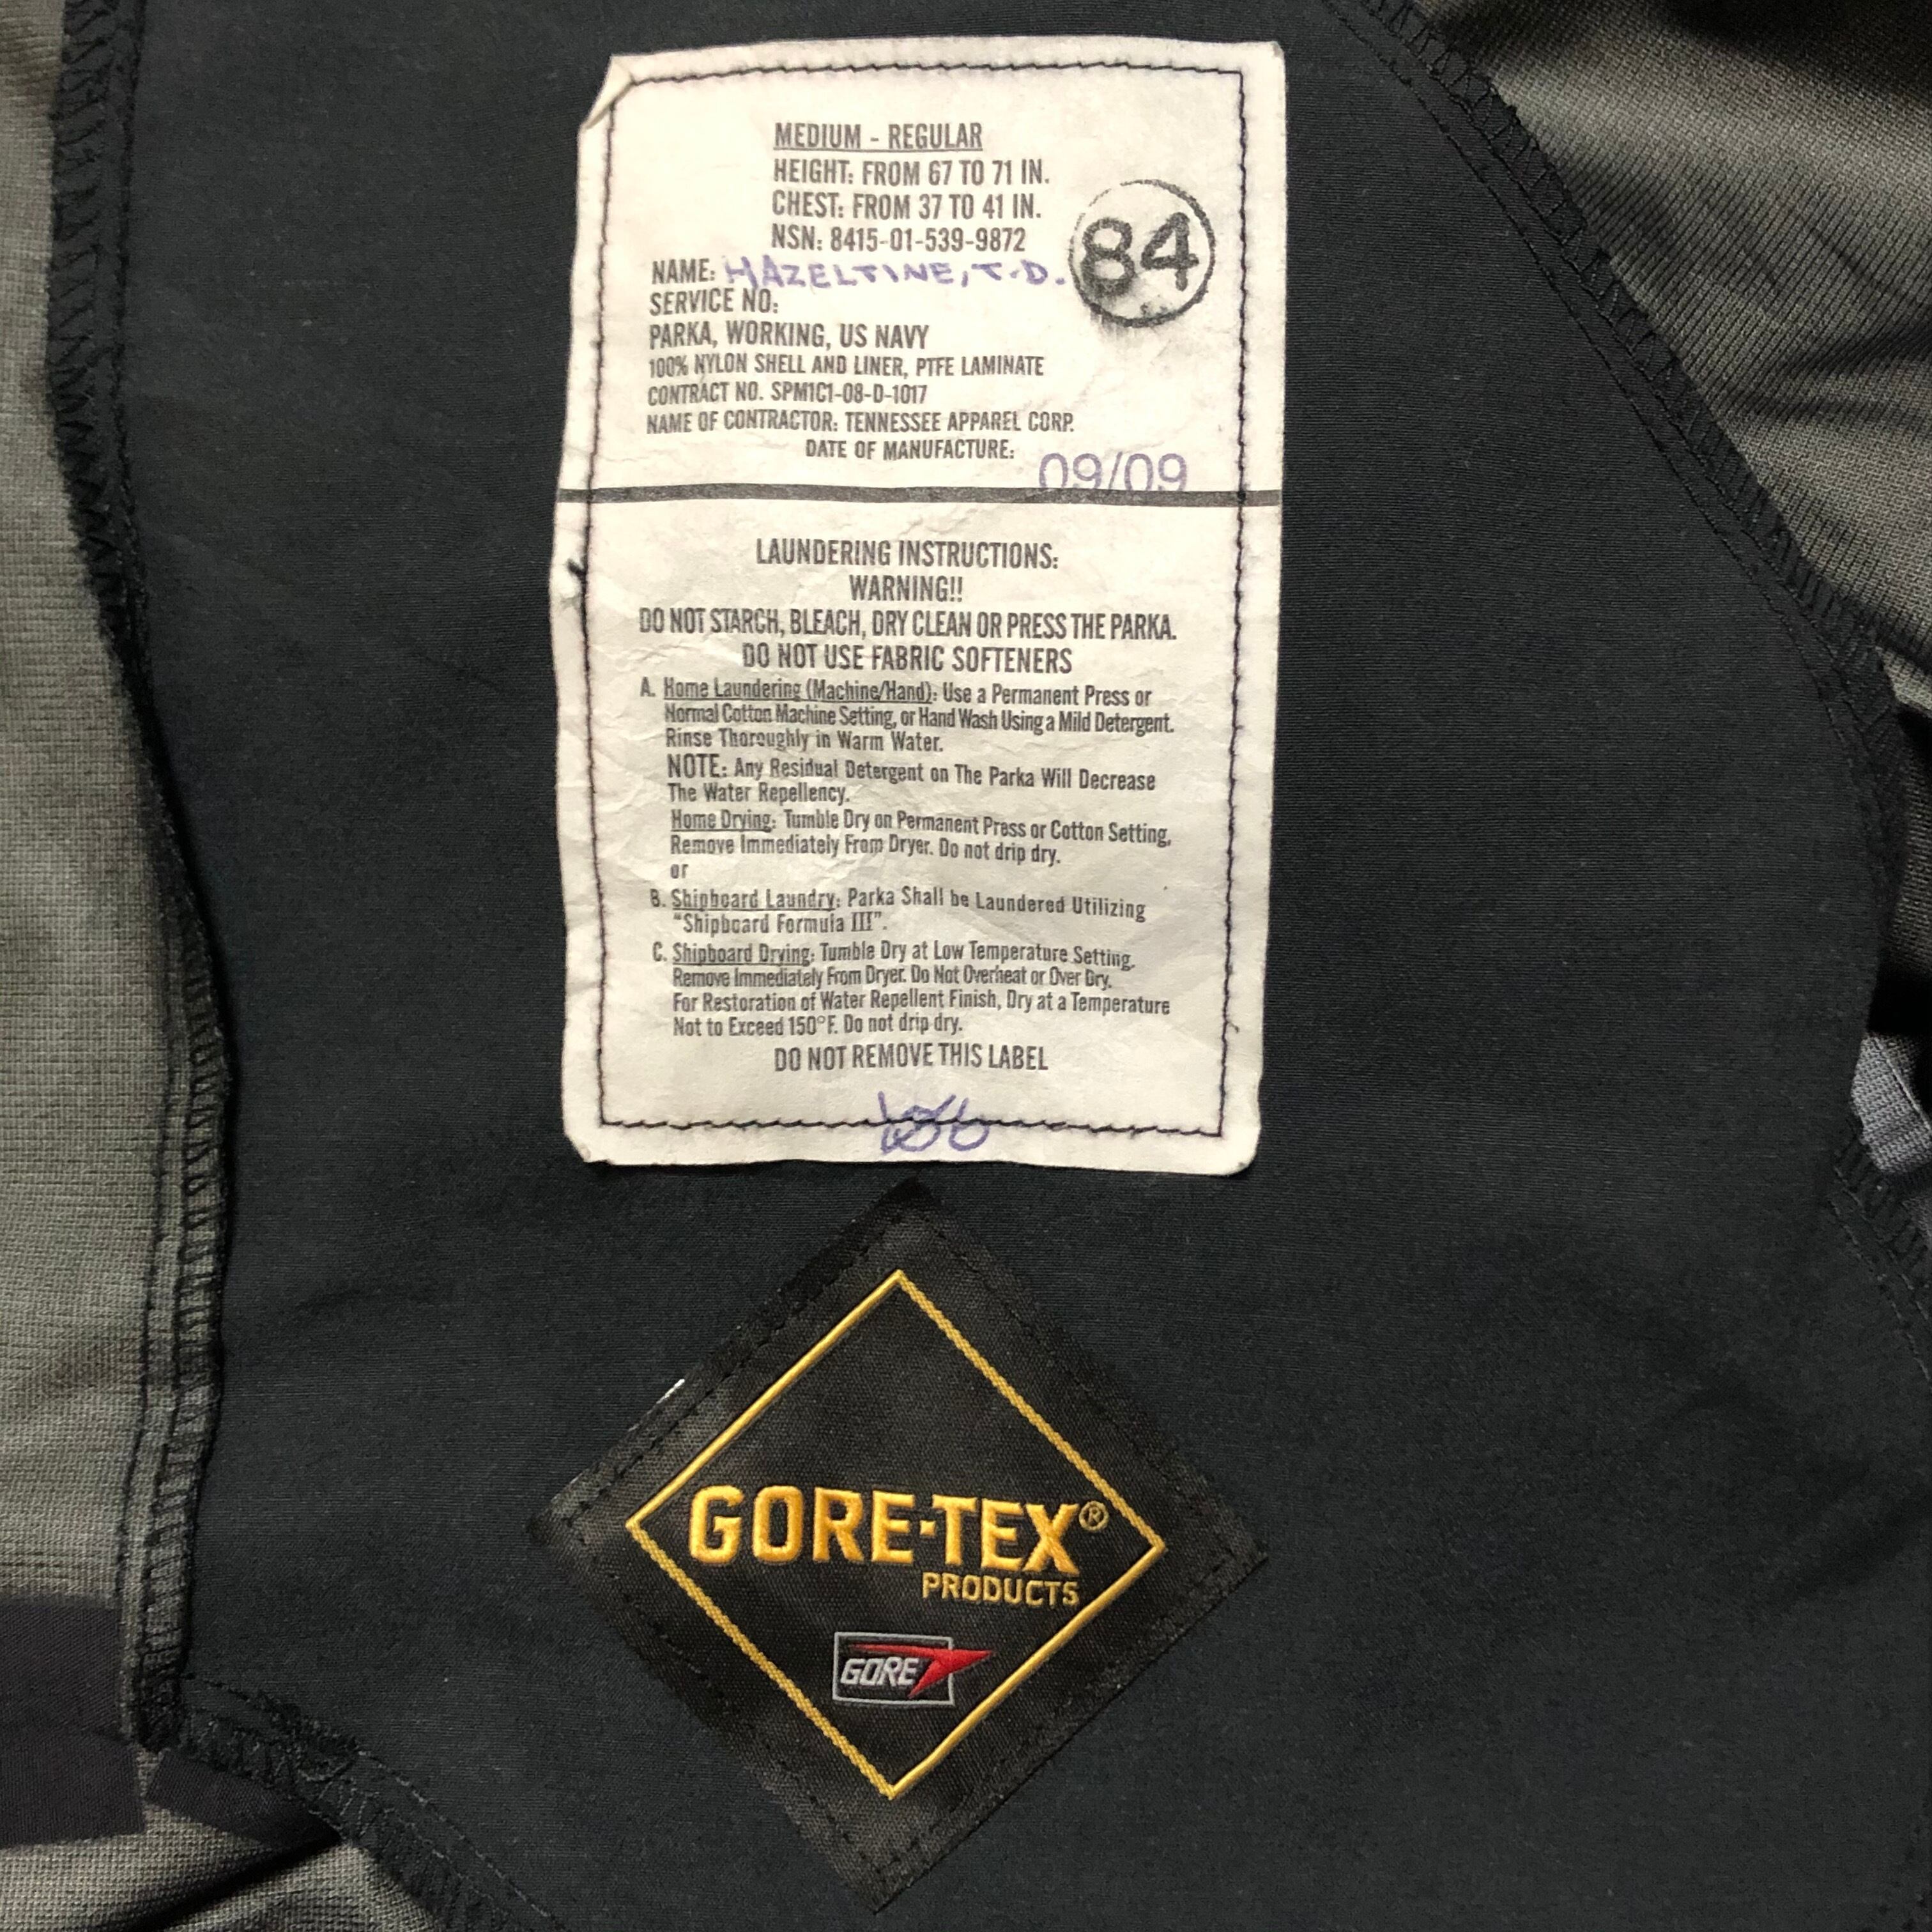 MEDIUM - REGULAR
HEIGHT: FROM 67 TO 71 IN.
CHEST: FROM 37 TO 41 IN.
NSN: 8415-01-539-9872
84
NAME: HAZELTINE, T.D.
SERVICE NO:
PARKA, WORKING, US NAVY
100% NYLON SHELL AND LINER, PTFE LAMINATE
CONTRACT NO. SPM1C1-08-D-1017
NAME OF CONTRACTOR: TENNESSEE APPAREL CORP.
DATE OF MANUFACTURE: 09/09
LAUNDERING INSTRUCTIONS:
WARNING!!
DO NOT STARCH, BLEACH, DRY CLEAN OR PRESS THE PARKA.
DO NOT USE FABRIC SOFTENERS
A. Home Laundering (Machine/Hand): Use a Permanent Press or
Normal Cotton Machine Setting, or Hand Wash Using a Mild Detergent.
Rinse Thoroughly in Warm Water.
NOTE: Any Residual Detergent on The Parka Will Decrease
The Water Repellency.
Home Drying: Tumble Dry on Permanent Press or Cotton Setting,
Remove Immediately From Dryer. Do not drip dry.
or
B. Shipboard Laundry: Parka Shall be Laundered Utilizing
"Shipboard Formula III".
C. Shipboard Drying: Tumble Dry at Low Temperature Setting.
Remove Immediately From Dryer. Do Not Overheat or Over Dry.
For Restoration of Water Repellent Finish, Dry at a Temperature
Not to Exceed 150°F. Do not drip dry.
DO NOT REMOVE THIS LABEL
GORE-TEX®
PRODUCTS
GORE